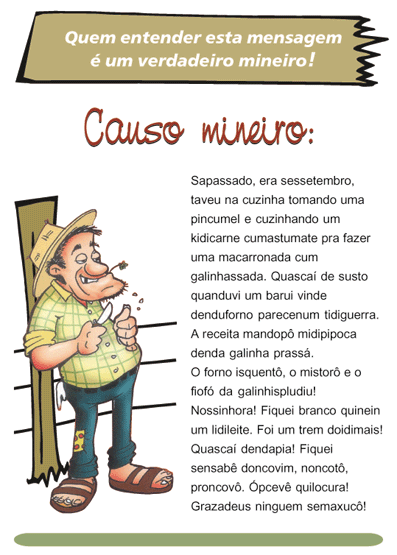 Quem entender esta mensagem
é um verdadeiro mineiro!
Causo mineiro:
Sapassado, era sessetembro,
taveu na cuzinha tomando uma
pincumel e cuzinhando um
kidicarne cumastumate pra fazer
uma macarronada cum
galinhassada. Quascaí de susto
quanduvi um barui vinde
denduforno parecenum tidiguerra.
A receita mandopô midipipoca
denda galinha prassá.
O forno isquentô, o mistorô e o
fiofó da galinhispludiu!
Nossinhora! Fiquei branco quinein
um lidileite. Foi um trem doidimais!
Quascaí dendapia! Fiquei
sensabê doncovim, noncotô,
proncovô. Ópcevê quilocura!
Grazadeus ninguem semaxucô!